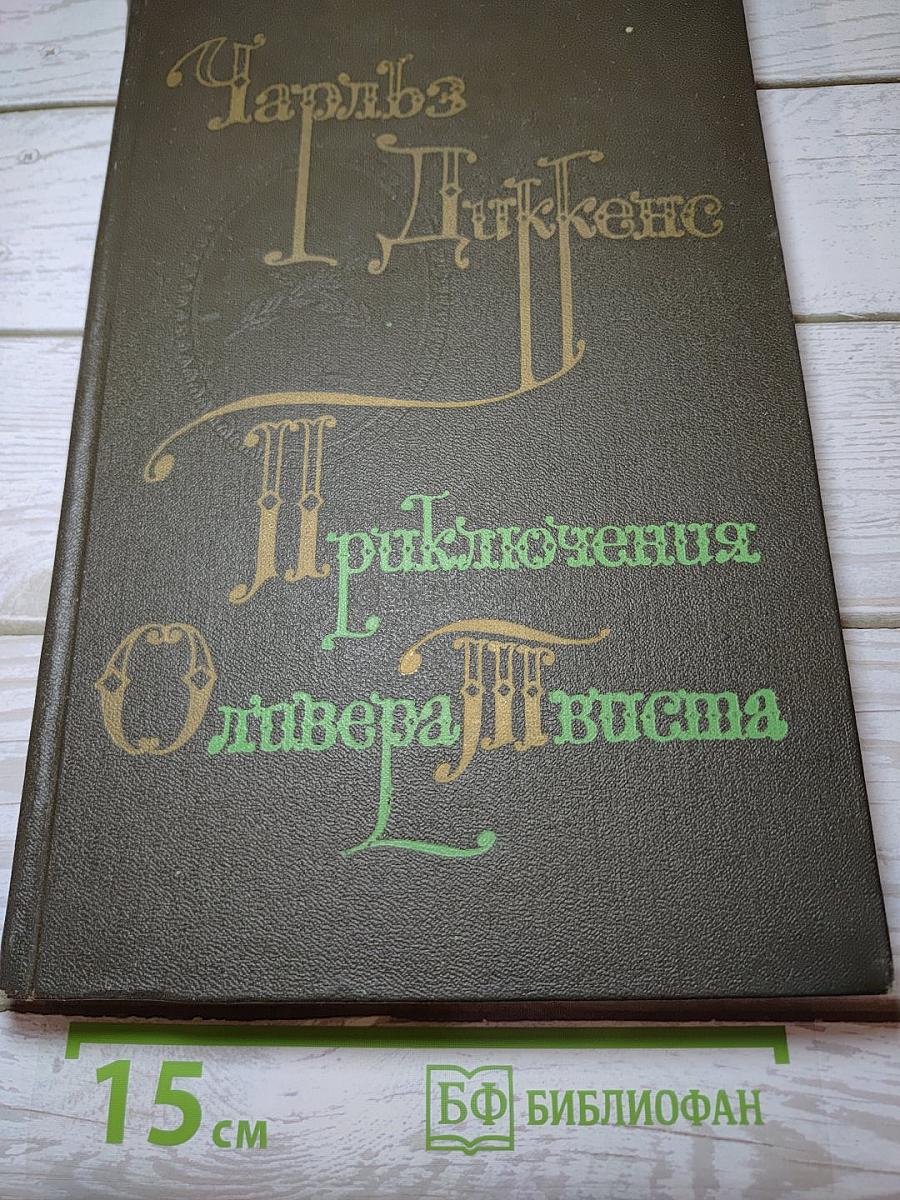 Чарльз
Диккенс
Приключения
Оливера Твиста
15 см
БФ БИБЛИОФАН